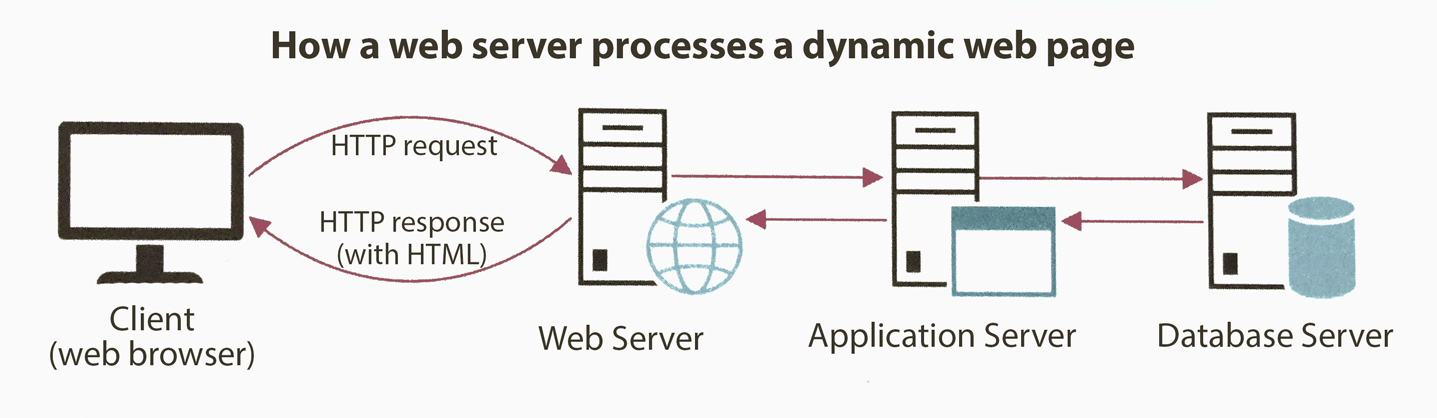 How a web server processes a dynamic web page
HTTP request
HTTP response
(with HTML)
Client
(web browser)
Web Server
Application Server
Database Server